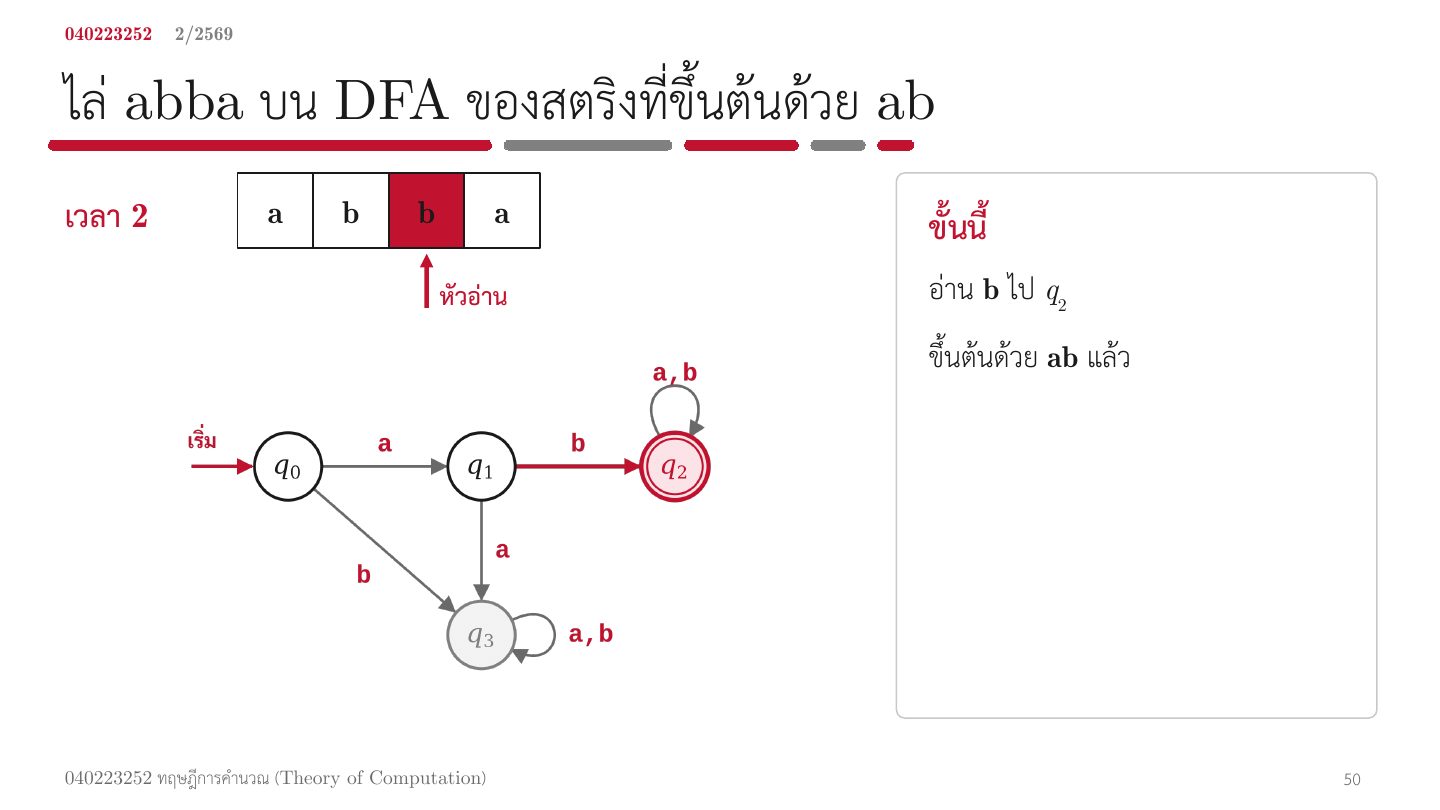 040223252 2/2569
ไล่ abba บน DFA ของสตริงที่ขึ้นต้นด้วย ab
เวลา 2
a b b a
หัวอ่าน
ขั้นนี้
อ่าน b ไป q2
ขึ้นต้นด้วย ab แล้ว
a,b
เริ่ม
a
b
q0
q1
q2
a
b
q3
a,b
040223252 ทฤษฎีการคำนวณ (Theory of Computation)
50